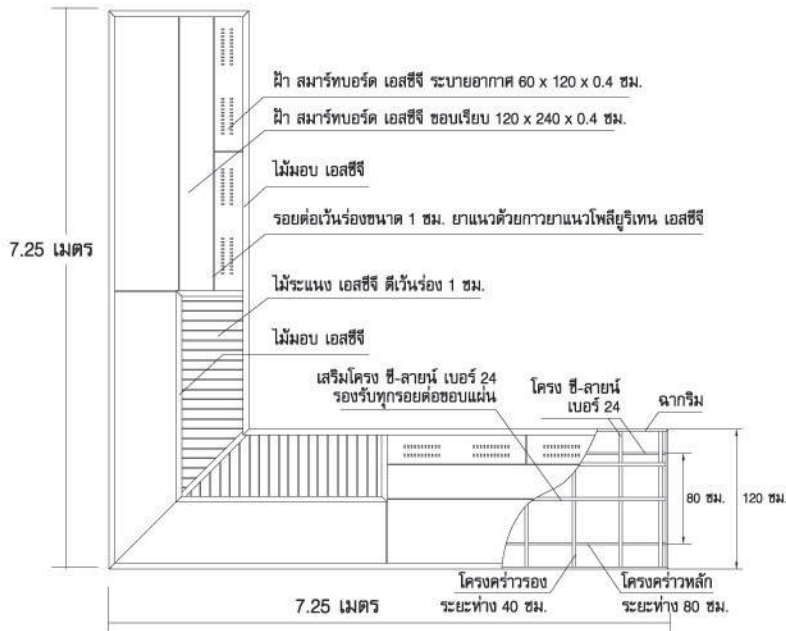 ฝ้า สมาร์ทบอร์ด เอสซีจี ระบายอากาศ 60 x 120 x 0.4 ซม.
ฝ้า สมาร์ทบอร์ด เอสซีจี ขอบเรียบ 120 x 240 x 0.4 ซม.
ไม้มอบ เอสซีจี
รอยต่อเว้นร่องขนาด 1 ซม. ยาแนวด้วยกาวยาแนวโพลียูริเทน เอสซีจี
7.25 เมตร
ไม้ระแนง เอสซีจี ตีเว้นร่อง 1 ซม.
ไม้มอบ เอสซีจี
เสริมโครง ซี-ลายน์ เบอร์ 24
รองรับทุกรอยต่อขอบแผ่น
โครง ซี-ลายน์
เบอร์ 24
ฉากริม
80 ซม.
120 ซม.
โครงคร่าวรอง
ระยะห่าง 40 ซม.
โครงคร่าวหลัก
ระยะห่าง 80 ซม.
7.25 เมตร